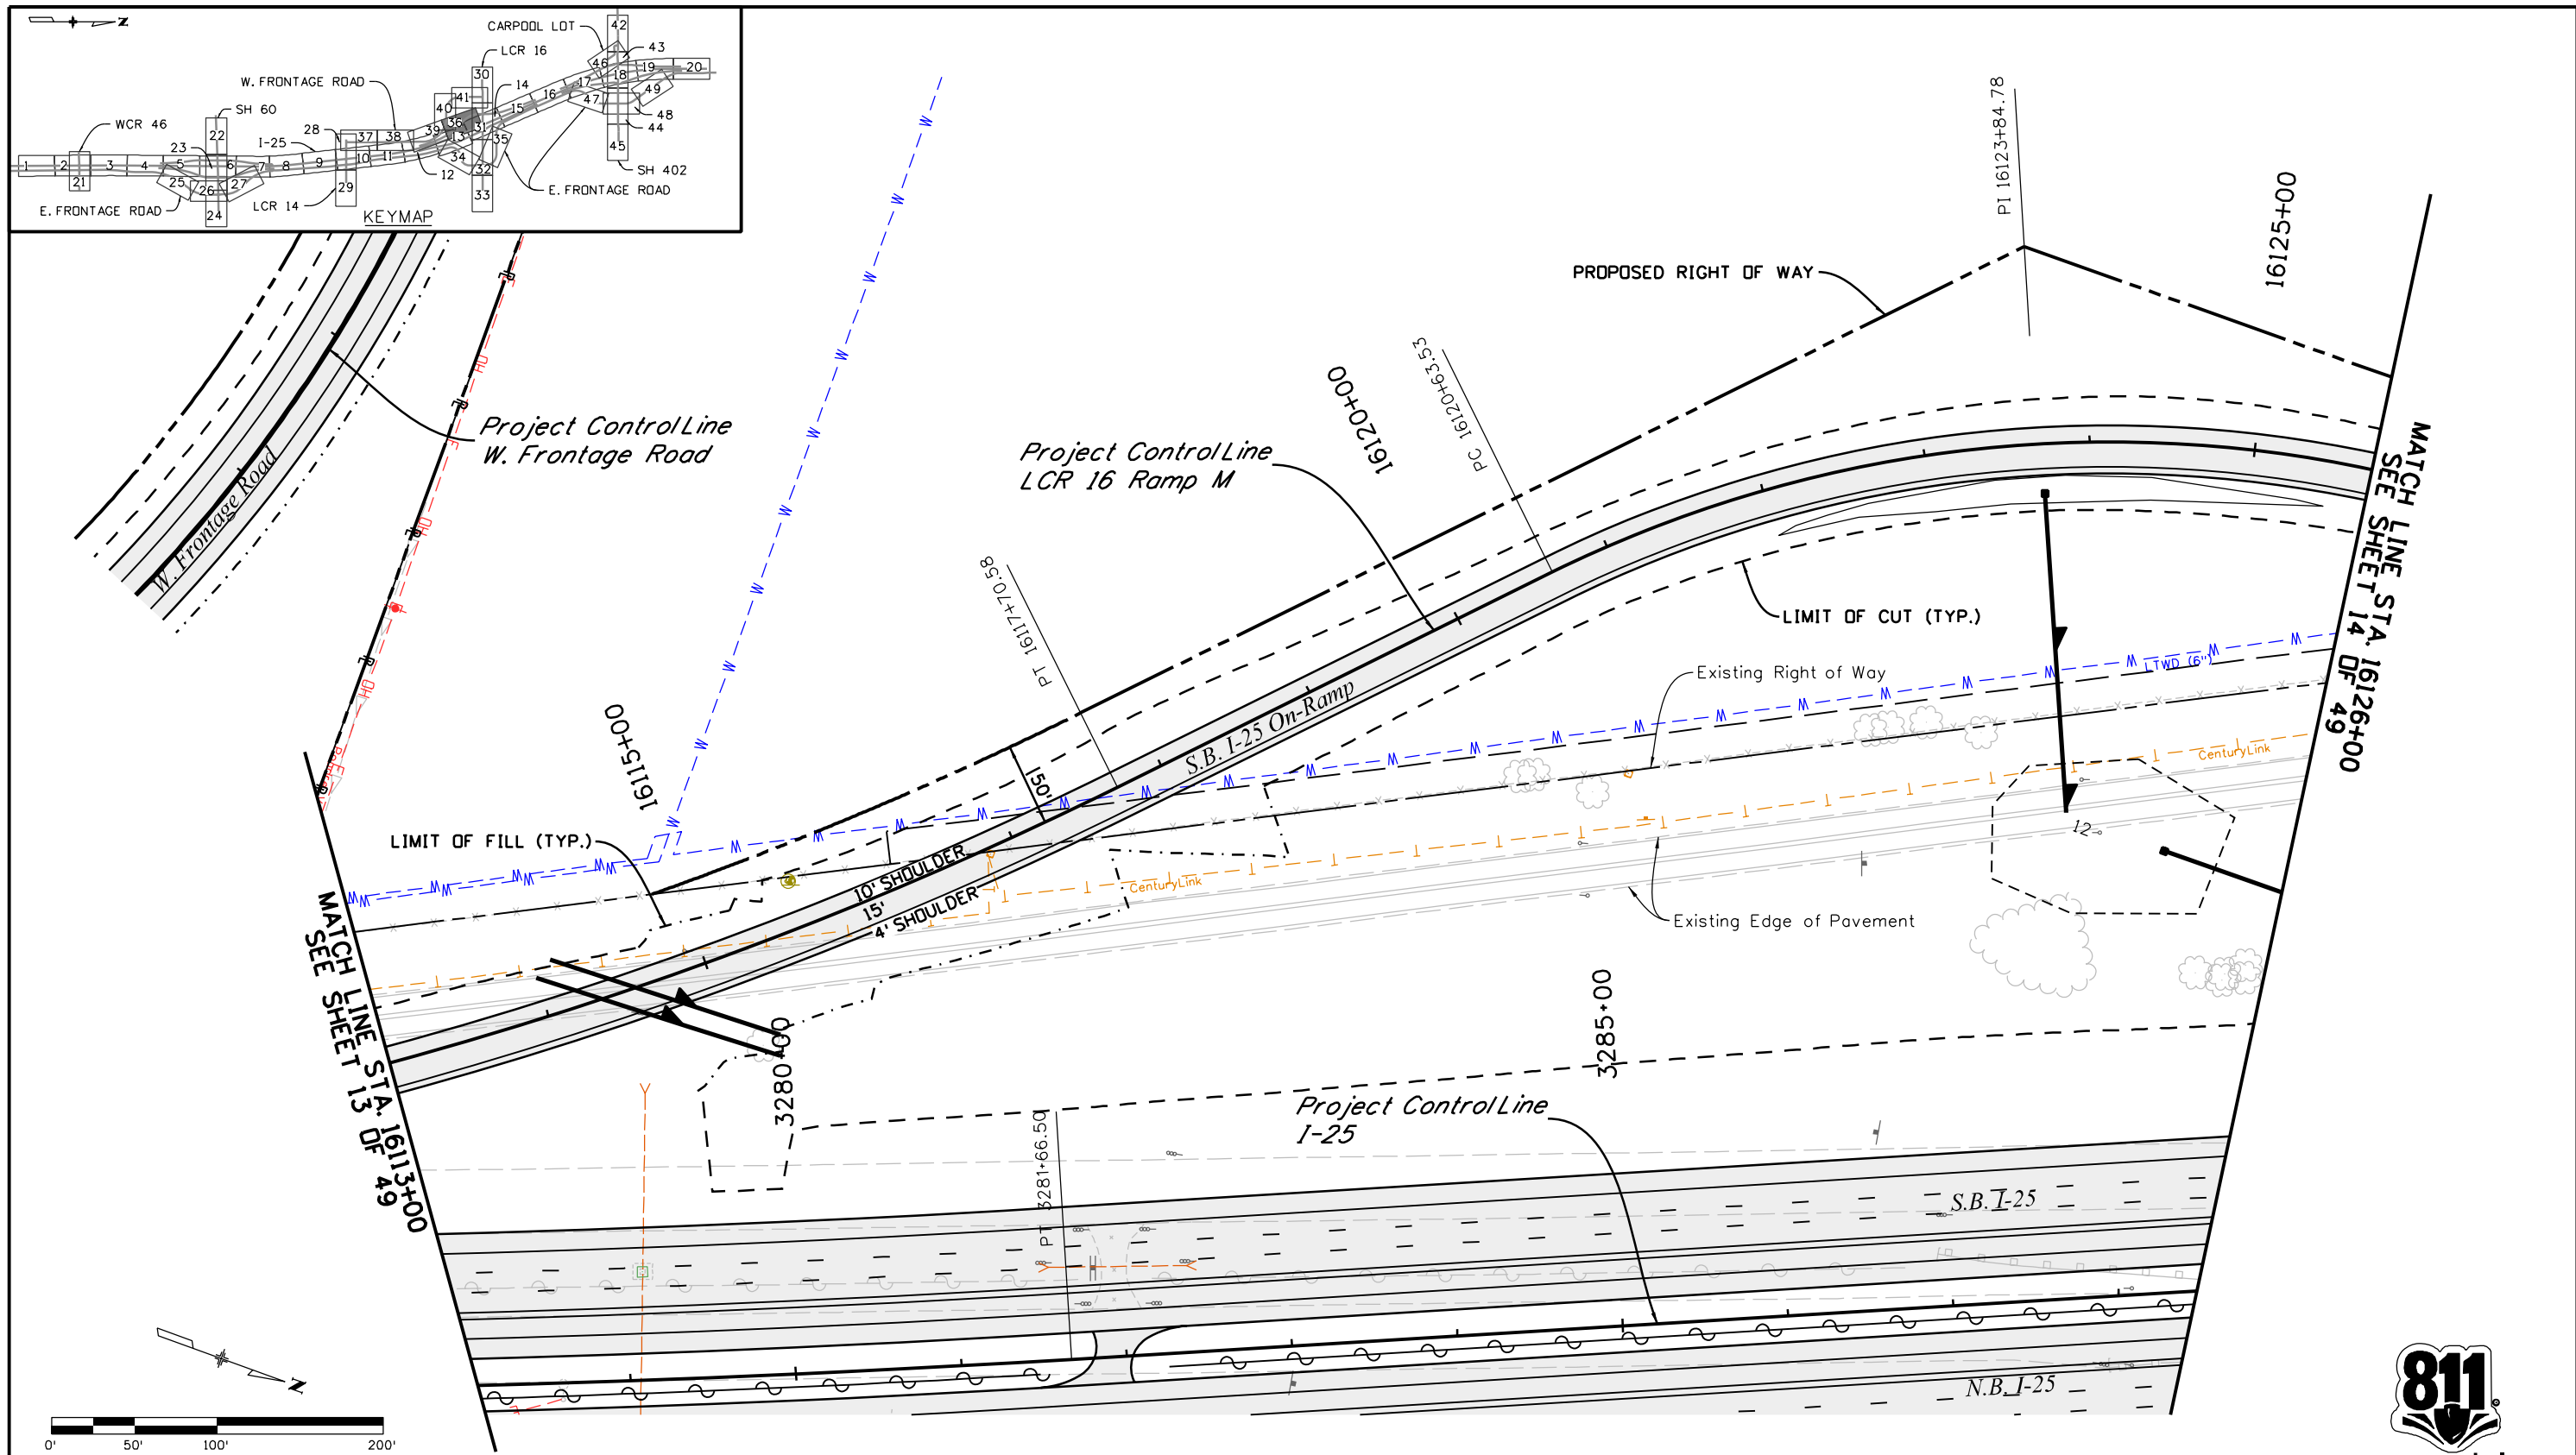 N
CARPOOL LOT
42
43
LCR 16
46
W. FRONTAGE ROAD
30
14
17
18
19
20
SH 60
41
16
49
WCR 46
40
15
47
48
28
37
38
39
36
31
44
23
22
I-25
13
35
45
1
2
3
4
5
6
7
8
9
10
11
34
32
12
SH 402
21
25
26
27
29
33
E. FRONTAGE ROAD
E. FRONTAGE ROAD
24
LCR 14
KEYMAP
PI 16123+84.78
16125+00
PROPOSED RIGHT OF WAY
Project Control Line
W. Frontage Road
W. Frontage Road
OH
OH
OH
E
W W W W W W W W W
16120+00
PC 16120+63.53
Project Control Line
LCR 16 Ramp M
PT 16117+70.58
LIMIT OF CUT (TYP.)
MATCH LINE STA. 16126+00
SEE SHEET 14 OF 49
Existing Right of Way
LTWD (6")
S.B. I-25 On-Ramp
16115+00
50'
CenturyLink
LIMIT OF FILL (TYP.)
10' SHOULDER
15'
4' SHOULDER
CenturyLink
12
Existing Edge of Pavement
MATCH LINE STA. 16113+00
SEE SHEET 13 OF 49
3280+00
3285+00
Project Control Line
I-25
PT 3281+66.50
S.B. I-25
N.B. I-25
N
0'
50'
100'
200'
811